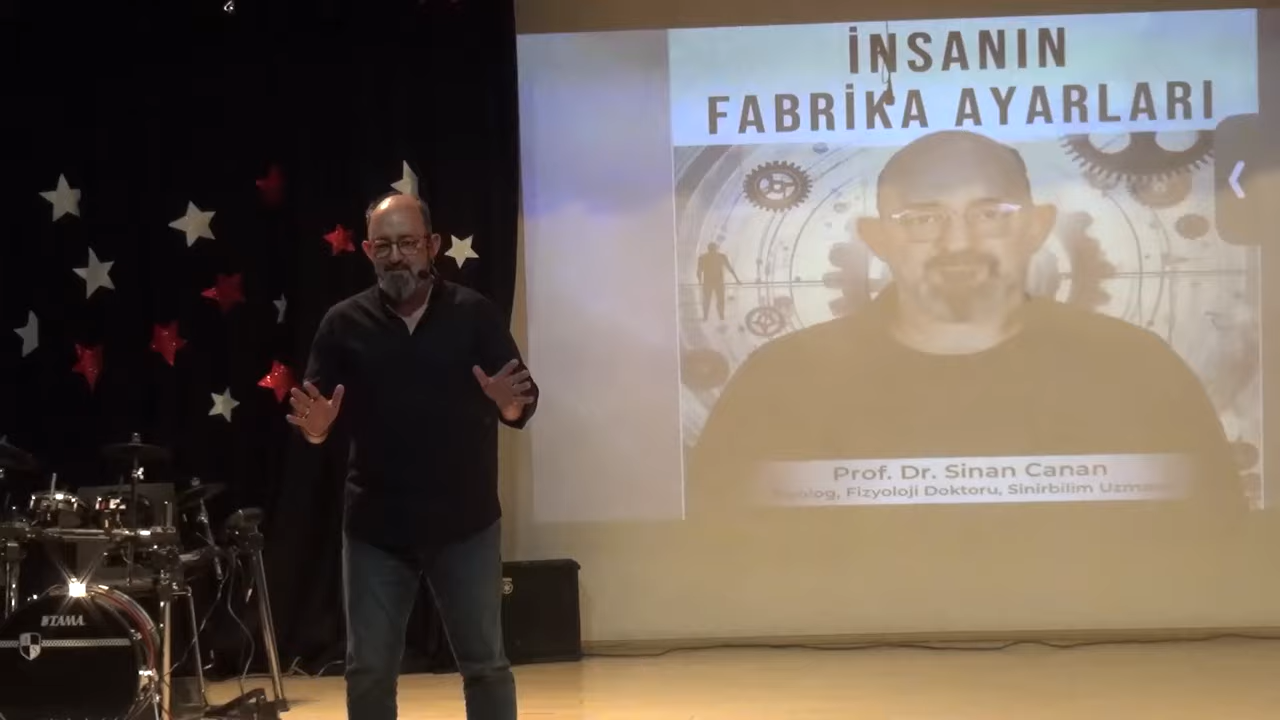 İNSANIN
FABRİKA AYARLARI
Prof. Dr. Sinan Canan
Fizyoloji Doktoru, Sinirbilim
TAMA